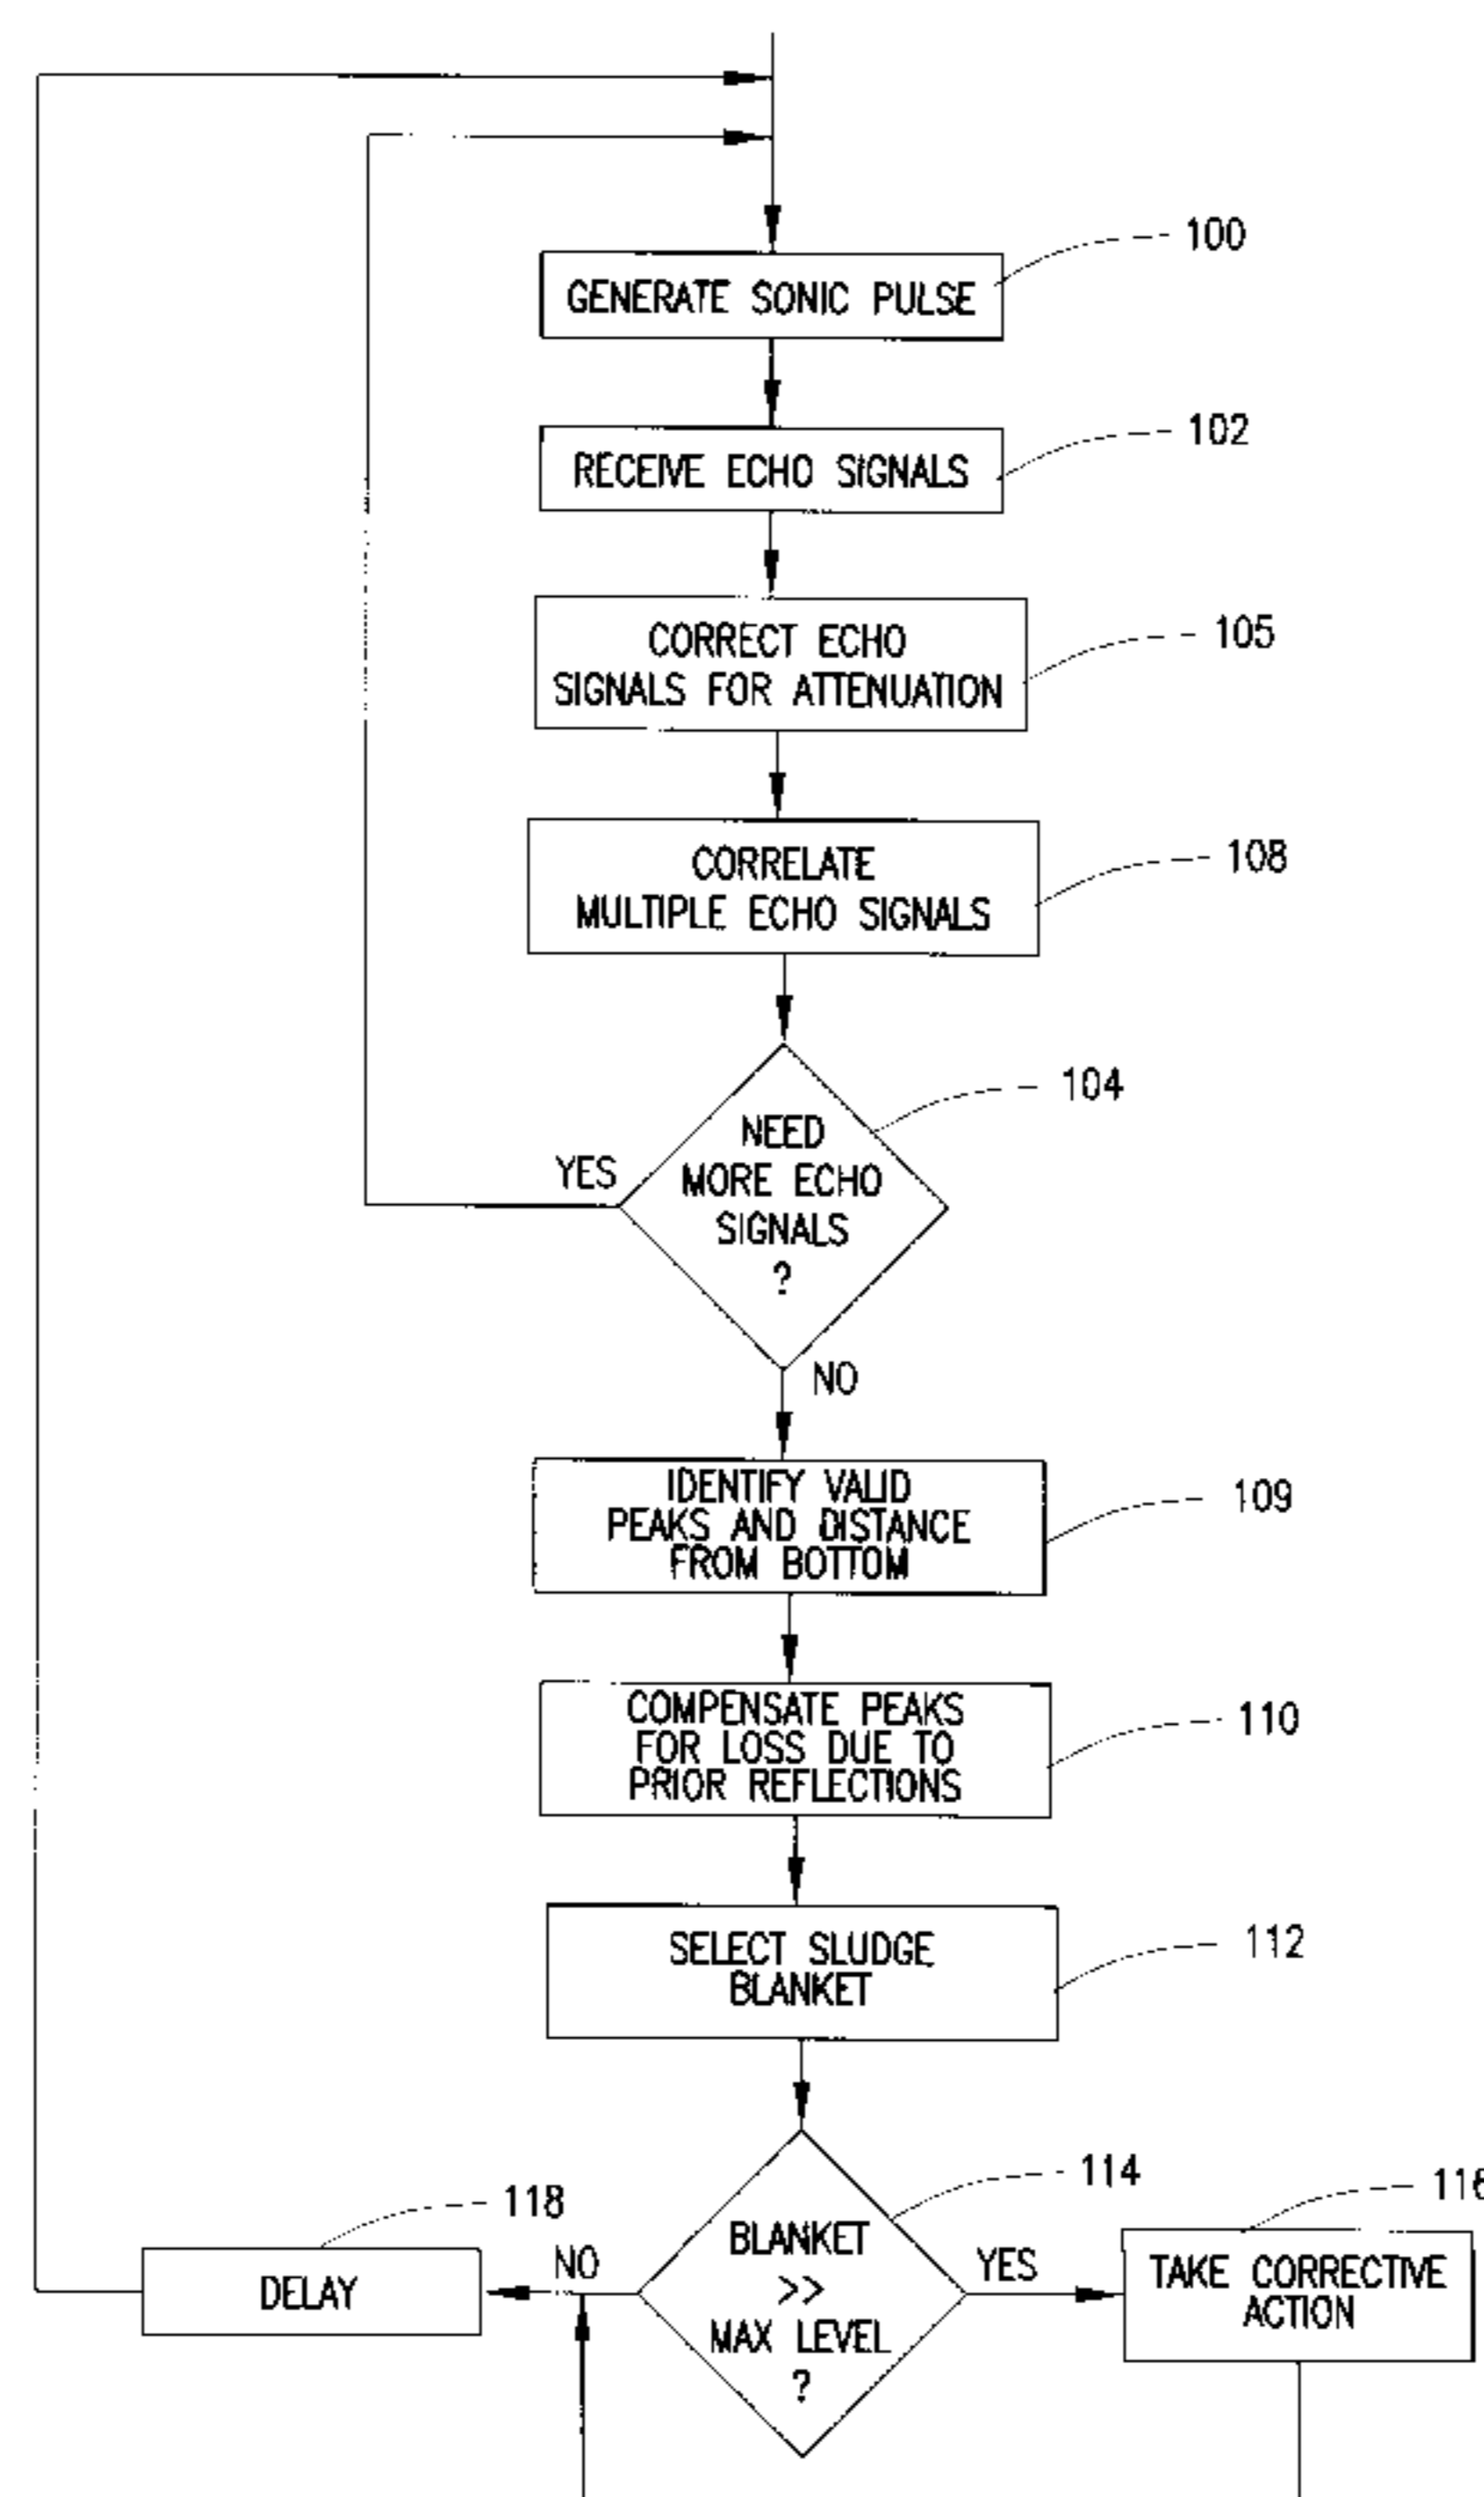 100
GENERATE SONIC PULSE
102
RECEIVE ECHO SIGNALS
105
CORRECT ECHO
SIGNALS FOR ATTENUATION
108
CORRELATE
MULTIPLE ECHO SIGNALS
104
NEED
MORE ECHO
SIGNALS
?
YES
NO
109
IDENTIFY VALID
PEAKS AND DISTANCE
FROM BOTTOM
110
COMPENSATE PEAKS
FOR LOSS DUE TO
PRIOR REFLECTIONS
112
SELECT SLUDGE
BLANKET
114
BLANKET
>>
MAX LEVEL
?
NO
YES
118
DELAY
TAKE CORRECTIVE
ACTION